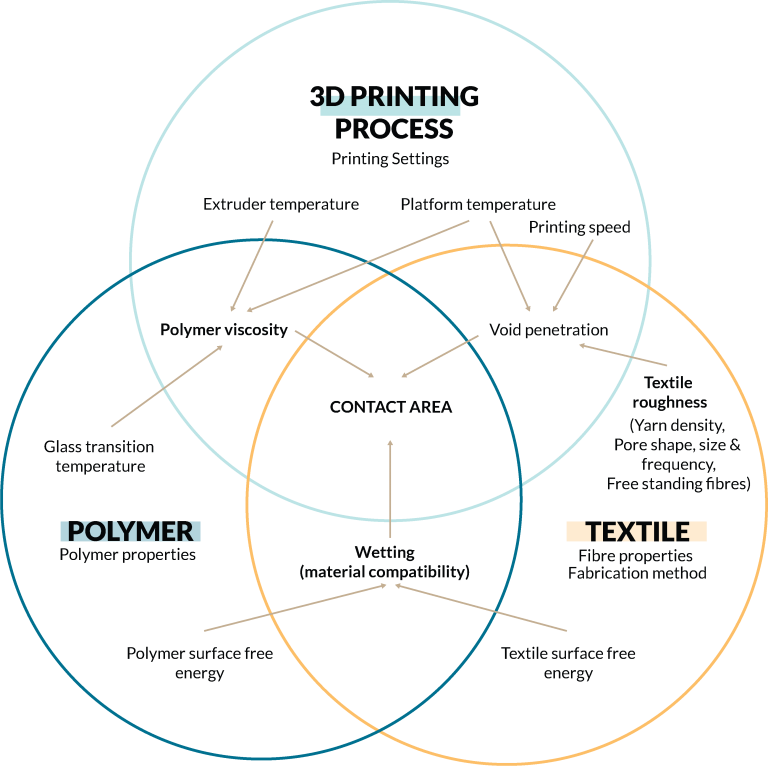 3D PRINTING
PROCESS
Printing Settings
Extruder temperature
Platform temperature
Printing speed
Polymer viscosity
Void penetration
CONTACT AREA
Textile
roughness
(Yarn density,
Pore shape, size &
frequency,
Free standing fibres)
Glass transition
temperature
POLYMER
Polymer properties
TEXTILE
Fibre properties
Fabrication method
Wetting
(material compatibility)
Polymer surface free
energy
Textile surface free
energy